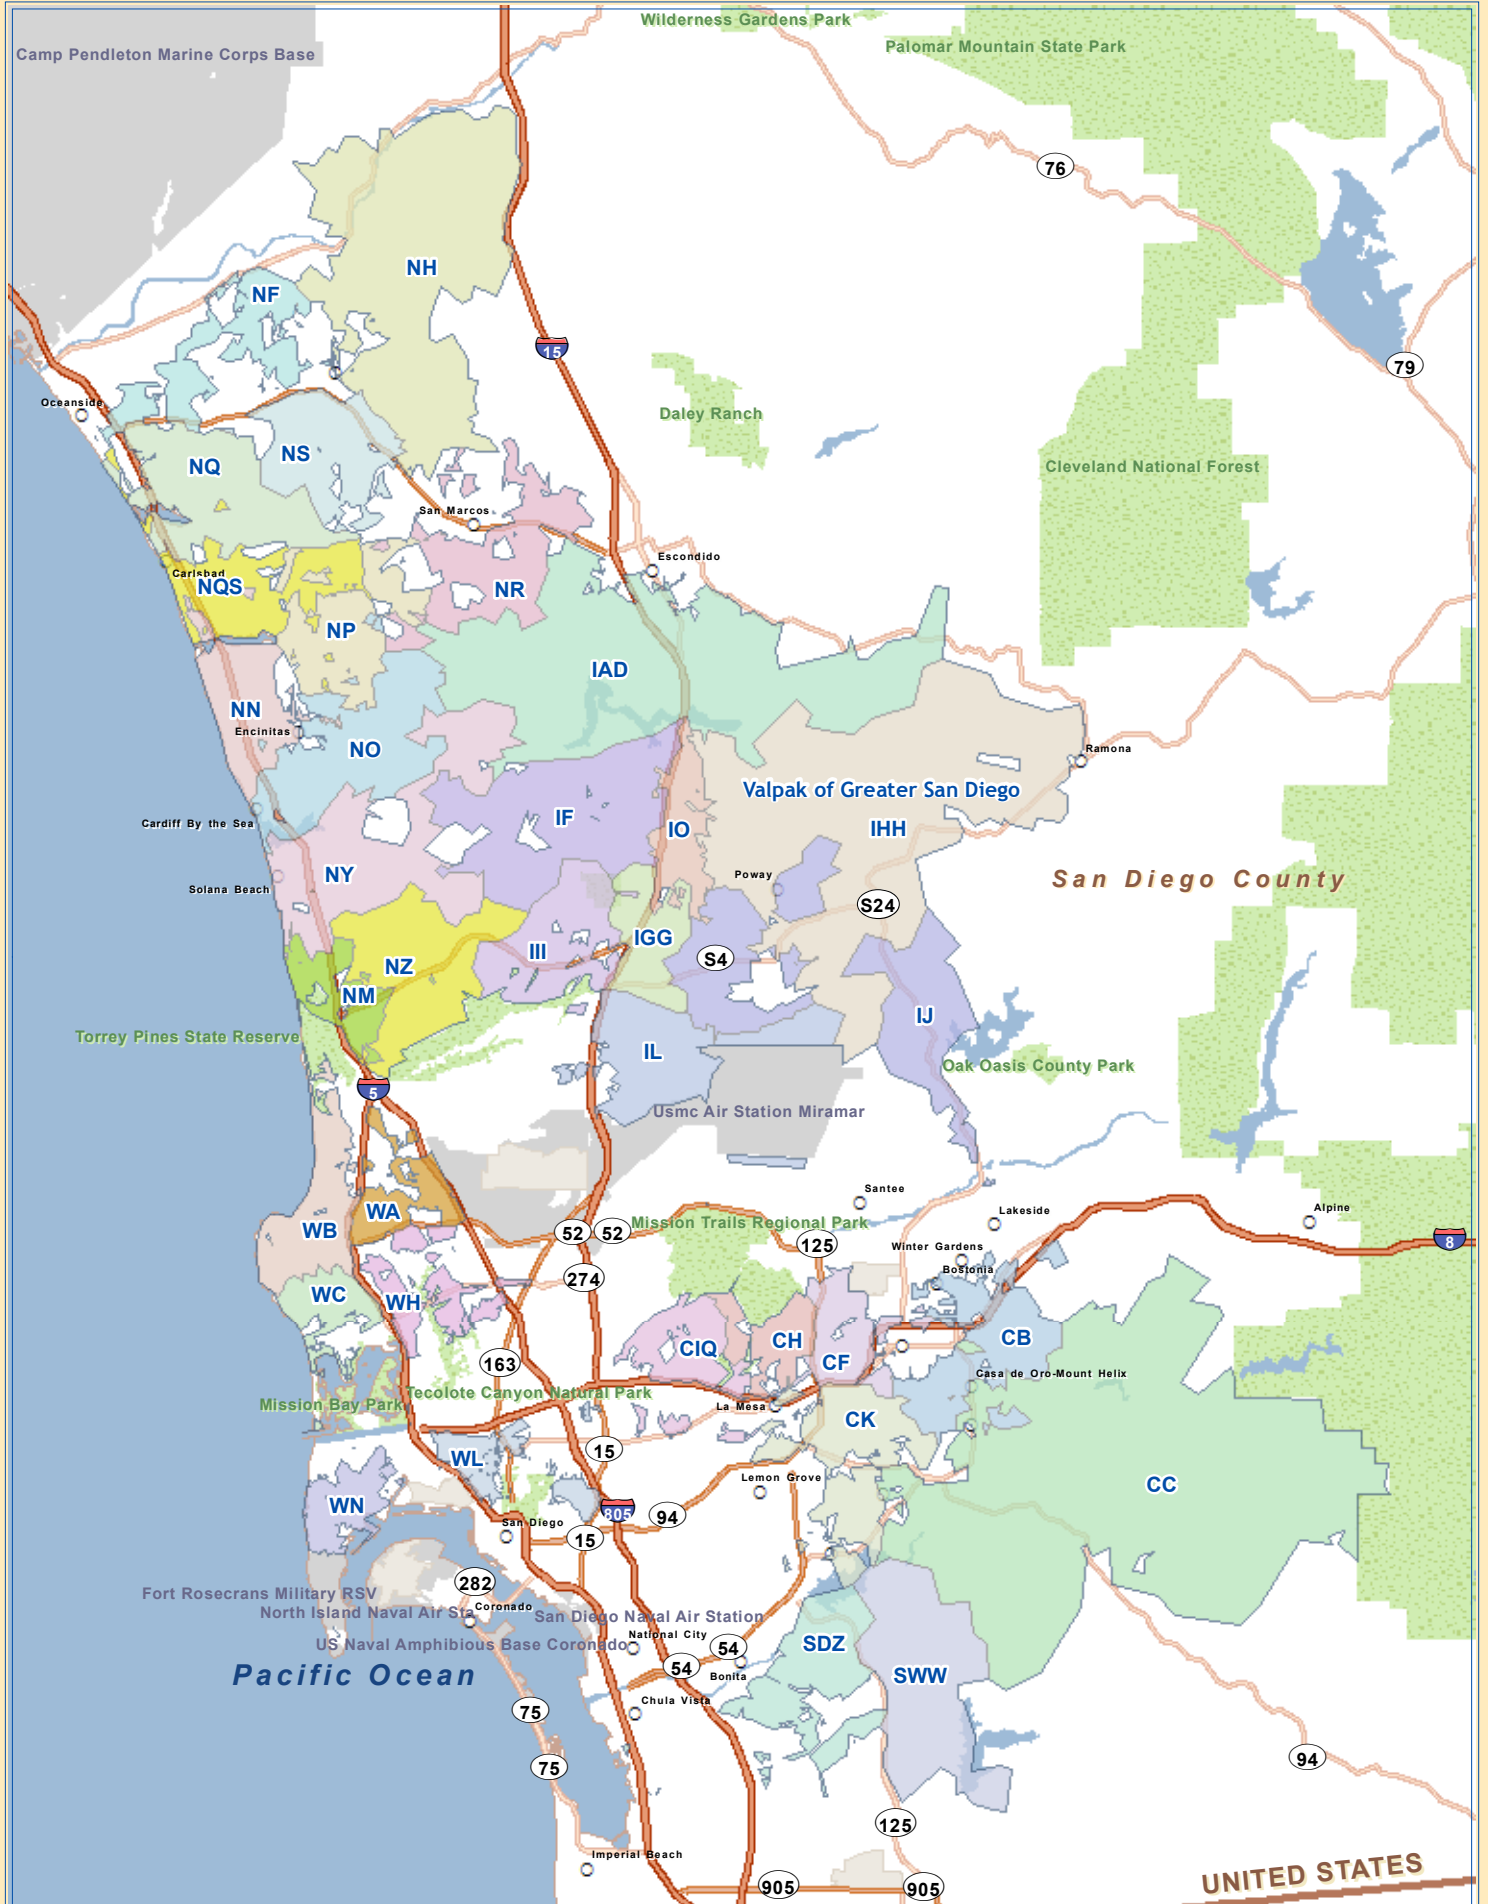 Wilderness Gardens Park
Palomar Mountain State Park
Camp Pendleton Marine Corps Base
76
NH
NF
15
79
Oceanside
Daley Ranch
NS
NQ
Cleveland National Forest
San Marcos
Escondido
Carlsbad
NQS
NR
NP
IAD
NN
Encinitas
NO
Ramona
Valpak of Greater San Diego
IF
IO
IHH
Cardiff By the Sea
NY
Poway
San Diego County
Solana Beach
S24
IGG
III
S4
NZ
NM
IJ
Torrey Pines State Reserve
IL
Oak Oasis County Park
5
Usmc Air Station Miramar
Santee
Lakeside
Alpine
WA
WB
Mission Trails Regional Park
52
52
125
8
Winter Gardens
Bostonia
274
WC
WH
CH
CB
CIQ
CF
163
Casa de Oro-Mount Helix
Tecolote Canyon Natural Park
Mission Bay Park
La Mesa
CK
15
WL
Lemon Grove
CC
WN
805
94
San Diego
15
282
Fort Rosecrans Military RSV
North Island Naval Air Sta
Coronado
San Diego Naval Air Station
National City
US Naval Amphibious Base Coronado
54
SDZ
54
Bonita
SWW
Pacific Ocean
Chula Vista
75
94
75
125
Imperial Beach
UNITED STATES
905
905